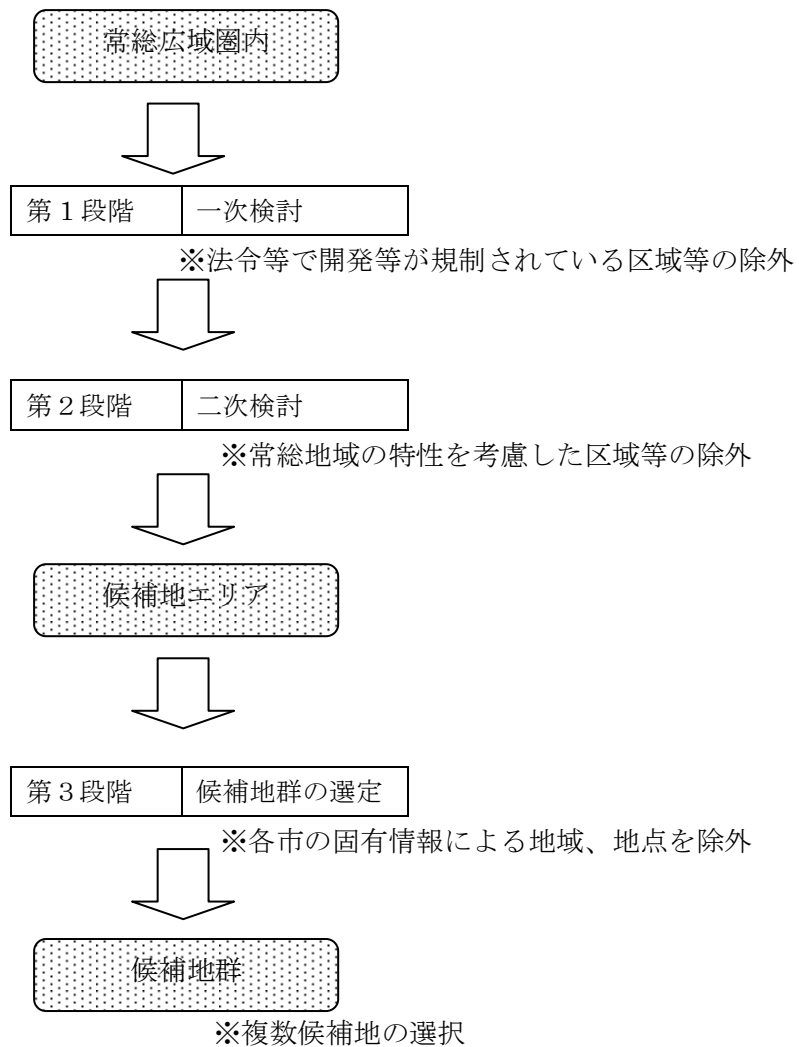 常総広域圏内
第１段階 一次検討
※法令等で開発等が規制されている区域等の除外
第２段階 二次検討
※常総地域の特性を考慮した区域等の除外
候補地エリア
第３段階 候補地群の選定
※各市の固有情報による地域、地点を除外
候補地群
※複数候補地の選択